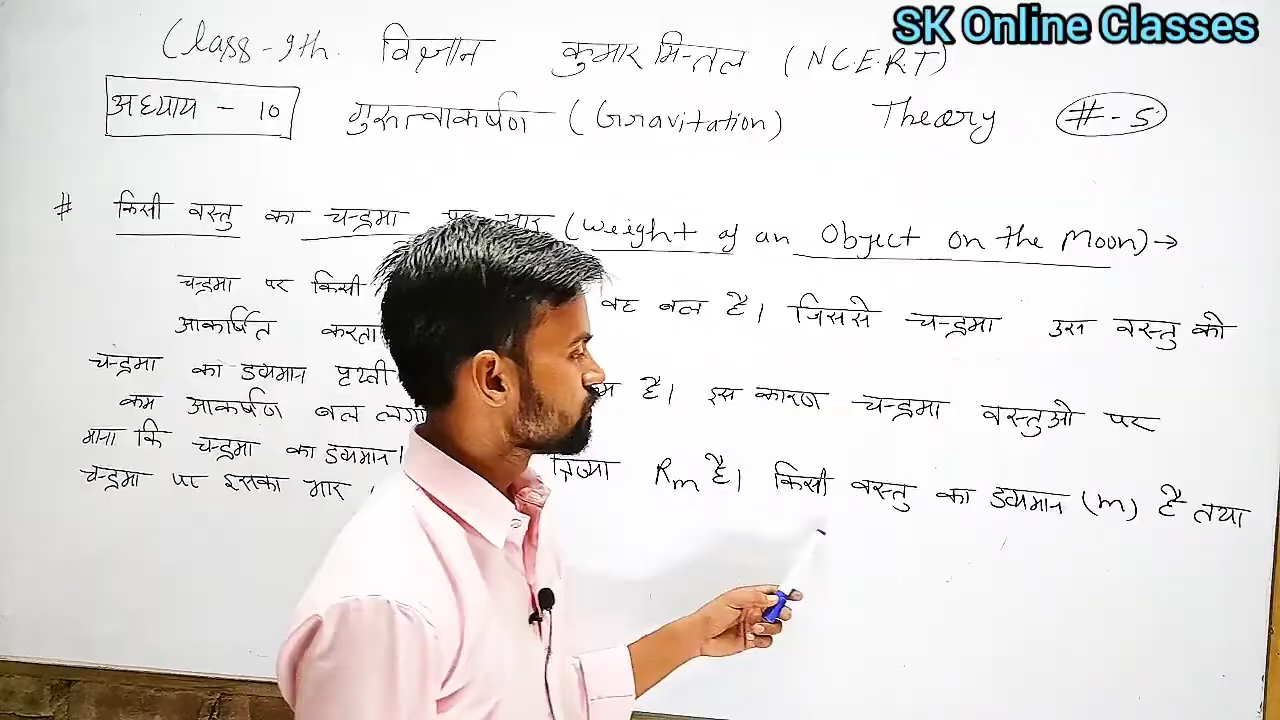 SK Online Classes
Class - 9th. विज्ञान कुमार मित्तल (N.C.E.R.T)
अध्याय - 10 गुरुत्वाकर्षण (Gravitation) Theory #-5
# किसी वस्तु का चन्द्रमा पर भार (Weight of an Object on the Moon) →
चन्द्रमा पर किसी वह बल है। जिससे चन्द्रमा उस वस्तु को
आकर्षित करता
चन्द्रमा का द्रव्यमान पृथ्वी है। इस कारण चन्द्रमा वस्तुओ पर
कम आकर्षण बल लगा
माना कि चन्द्रमा का द्रव्यमान त्रिज्या Rm है। किसी वस्तु का द्रव्यमान (m) है तथा
चन्द्रमा पर इसका भार